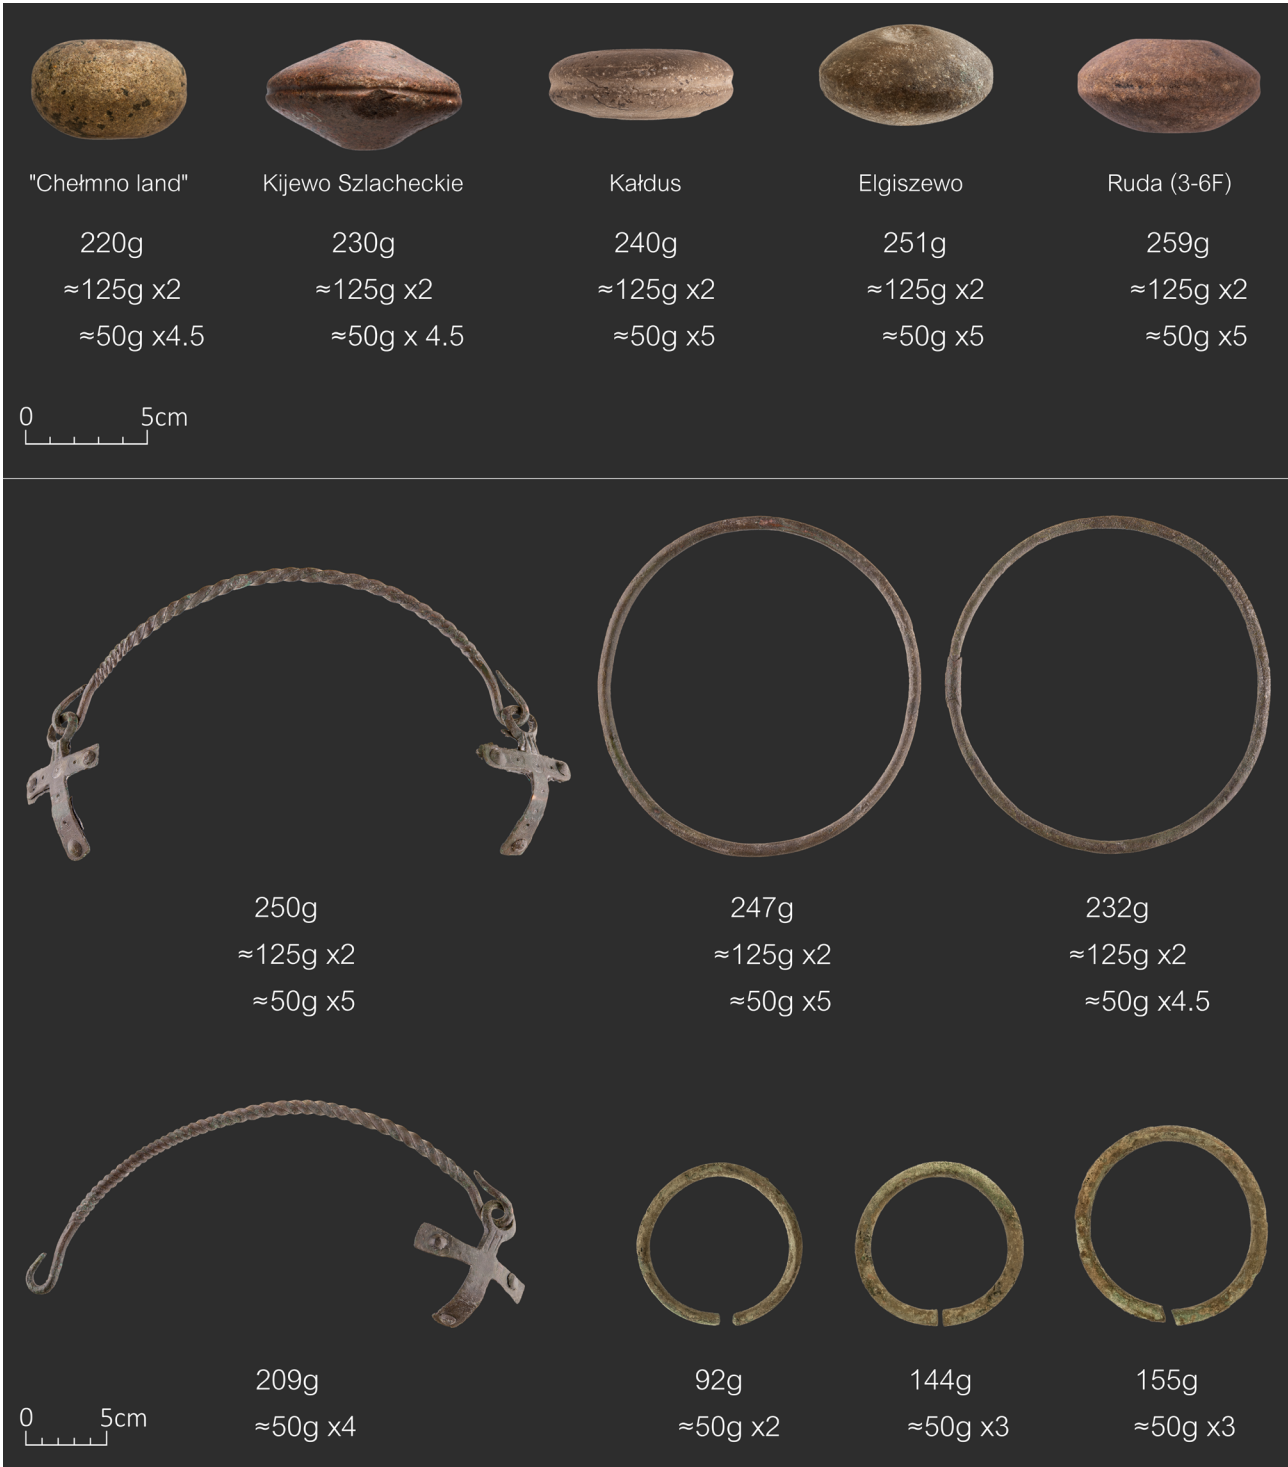 "Chełmno land" Kijewo Szlacheckie Kałdus Elgiszewo Ruda (3-6F)
220g 230g 240g 251g 259g
≈125g x2 ≈125g x2 ≈125g x2 ≈125g x2 ≈125g x2
≈50g x4.5 ≈50g x 4.5 ≈50g x5 ≈50g x5 ≈50g x5
0 5cm
250g 247g 232g
≈125g x2 ≈125g x2 ≈125g x2
≈50g x5 ≈50g x5 ≈50g x4.5
209g 92g 144g 155g
≈50g x4 ≈50g x2 ≈50g x3 ≈50g x3
0 5cm